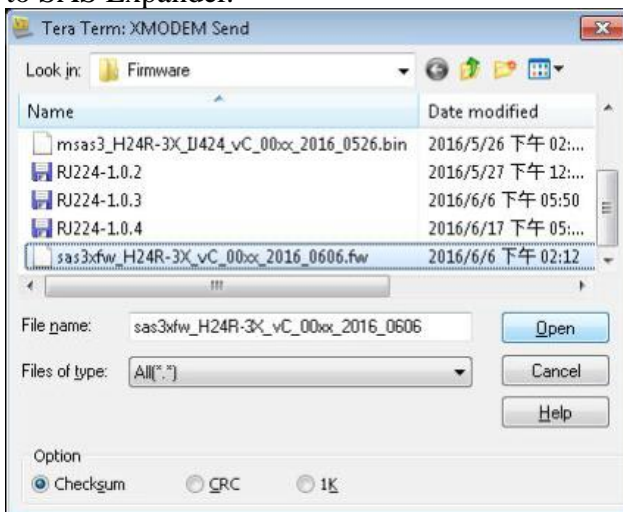 to SAS Expander.
Tera Term: XMODEM Send
Look in: Firmware
Name Date modified
msas3_H24R-3X_IJ424_vC_00xx_2016_0526.bin 2016/5/26 下午 02:...
RJ224-1.0.2 2016/5/27 下午 12:...
RJ224-1.0.3 2016/6/6 下午 05:50
RJ224-1.0.4 2016/6/17 下午 05:...
sas3xfw_H24R-3X_vC_00xx_2016_0606.fw 2016/6/6 下午 02:12
File name: sas3xfw_H24R-3X_vC_00xx_2016_0606 Open
Files of type: All(*.*) Cancel
Help
Option
Checksum CRC 1K